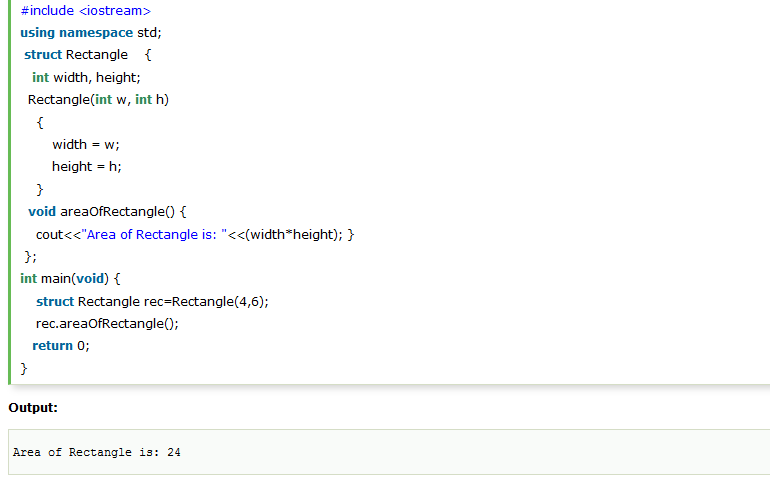 #include <iostream>
using namespace std;
struct Rectangle {
int width, height;
Rectangle(int w, int h)
{
width = w;
height = h;
}
void areaOfRectangle() {
cout<<"Area of Rectangle is: "<<(width*height); }
};
int main(void) {
struct Rectangle rec=Rectangle(4,6);
rec.areaOfRectangle();
return 0;
}
Output:
Area of Rectangle is: 24